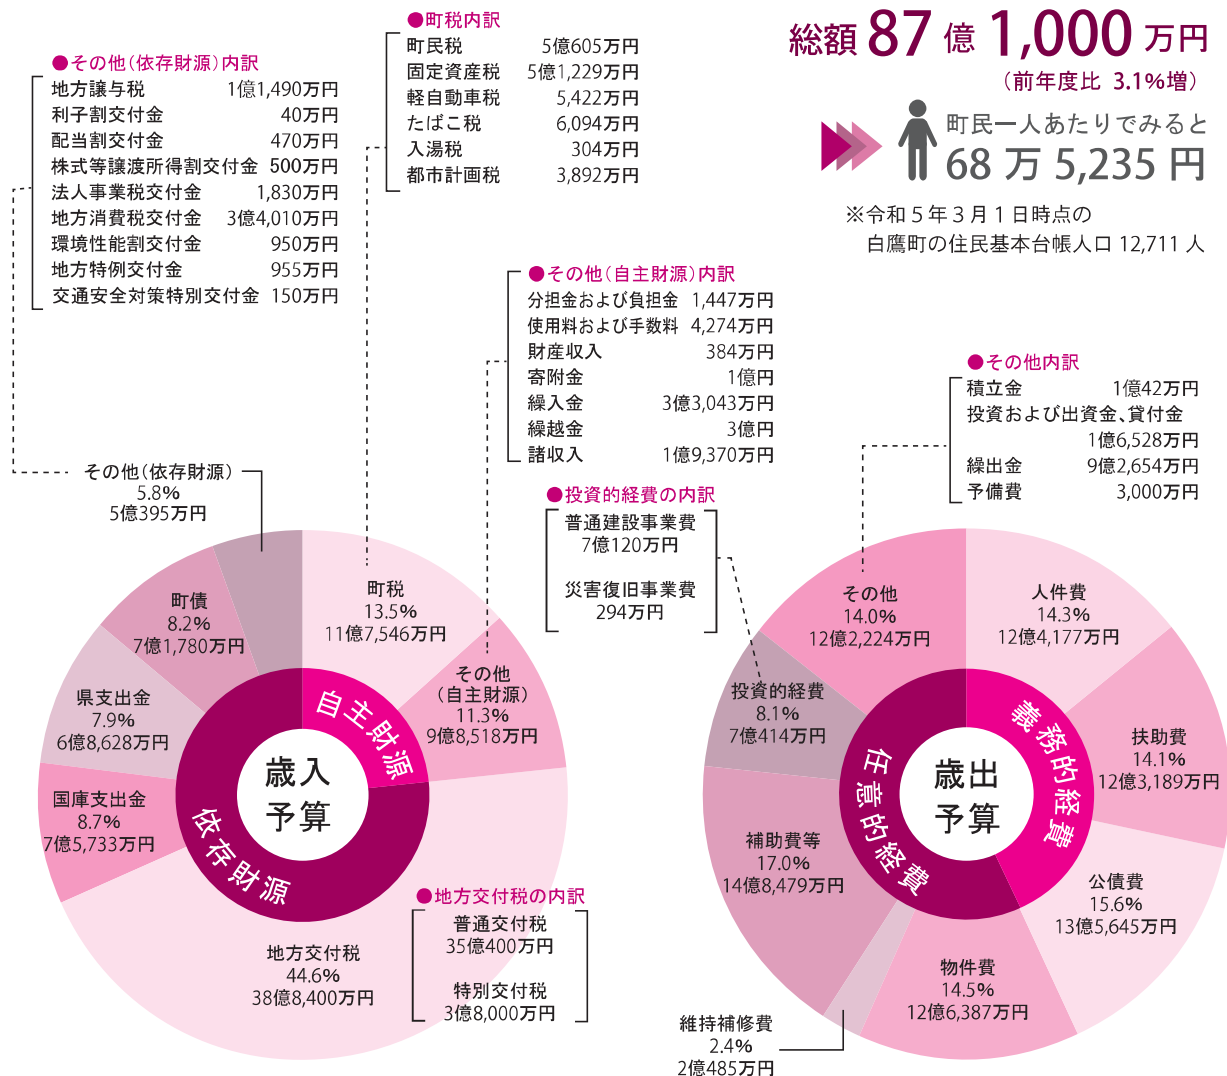 総額 87億 1,000万円
（前年度比 3.1%増）
町民一人あたりでみると
68万 5,235円
※令和5年3月1日時点の
白鷹町の住民基本台帳人口 12,711人
●その他（依存財源）内訳
地方譲与税 1億1,490万円
利子割交付金 40万円
配当割交付金 470万円
株式等譲渡所得割交付金 500万円
法人事業税交付金 1,830万円
地方消費税交付金 3億4,010万円
環境性能割交付金 950万円
地方特例交付金 955万円
交通安全対策特別交付金 150万円
●町税内訳
町民税 5億605万円
固定資産税 5億1,229万円
軽自動車税 5,422万円
たばこ税 6,094万円
入湯税 304万円
都市計画税 3,892万円
●その他（自主財源）内訳
分担金および負担金 1,447万円
使用料および手数料 4,274万円
財産収入 384万円
寄附金 1億円
繰入金 3億3,043万円
繰越金 3億円
諸収入 1億9,370万円
●その他内訳
積立金 1億42万円
投資および出資金、貸付金
1億6,528万円
繰出金 9億2,654万円
予備費 3,000万円
●投資的経費の内訳
普通建設事業費
7億120万円
災害復旧事業費
294万円
その他（依存財源）
5.8%
5億395万円
町税
13.5%
11億7,546万円
町債
8.2%
7億1,780万円
その他
（自主財源）
11.3%
9億8,518万円
県支出金
7.9%
6億8,628万円
国庫支出金
8.7%
7億5,733万円
自主財源
依存財源
歳入
予算
地方交付税
44.6%
38億8,400万円
●地方交付税の内訳
普通交付税
35億400万円
特別交付税
3億8,000万円
その他
14.0%
12億2,224万円
人件費
14.3%
12億4,177万円
投資的経費
8.1%
7億414万円
扶助費
14.1%
12億3,189万円
義務的経費
任意的経費
歳出
予算
補助費等
17.0%
14億8,479万円
公債費
15.6%
13億5,645万円
物件費
14.5%
12億6,387万円
維持補修費
2.4%
2億485万円